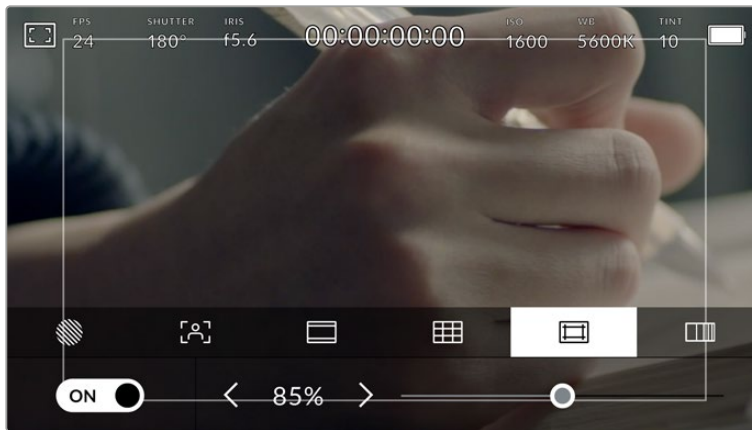 FPS SHUTTER IRIS ISO WB TINT
24 180° f5.6 00:00:00:00 1600 5600K 10
ON 85%